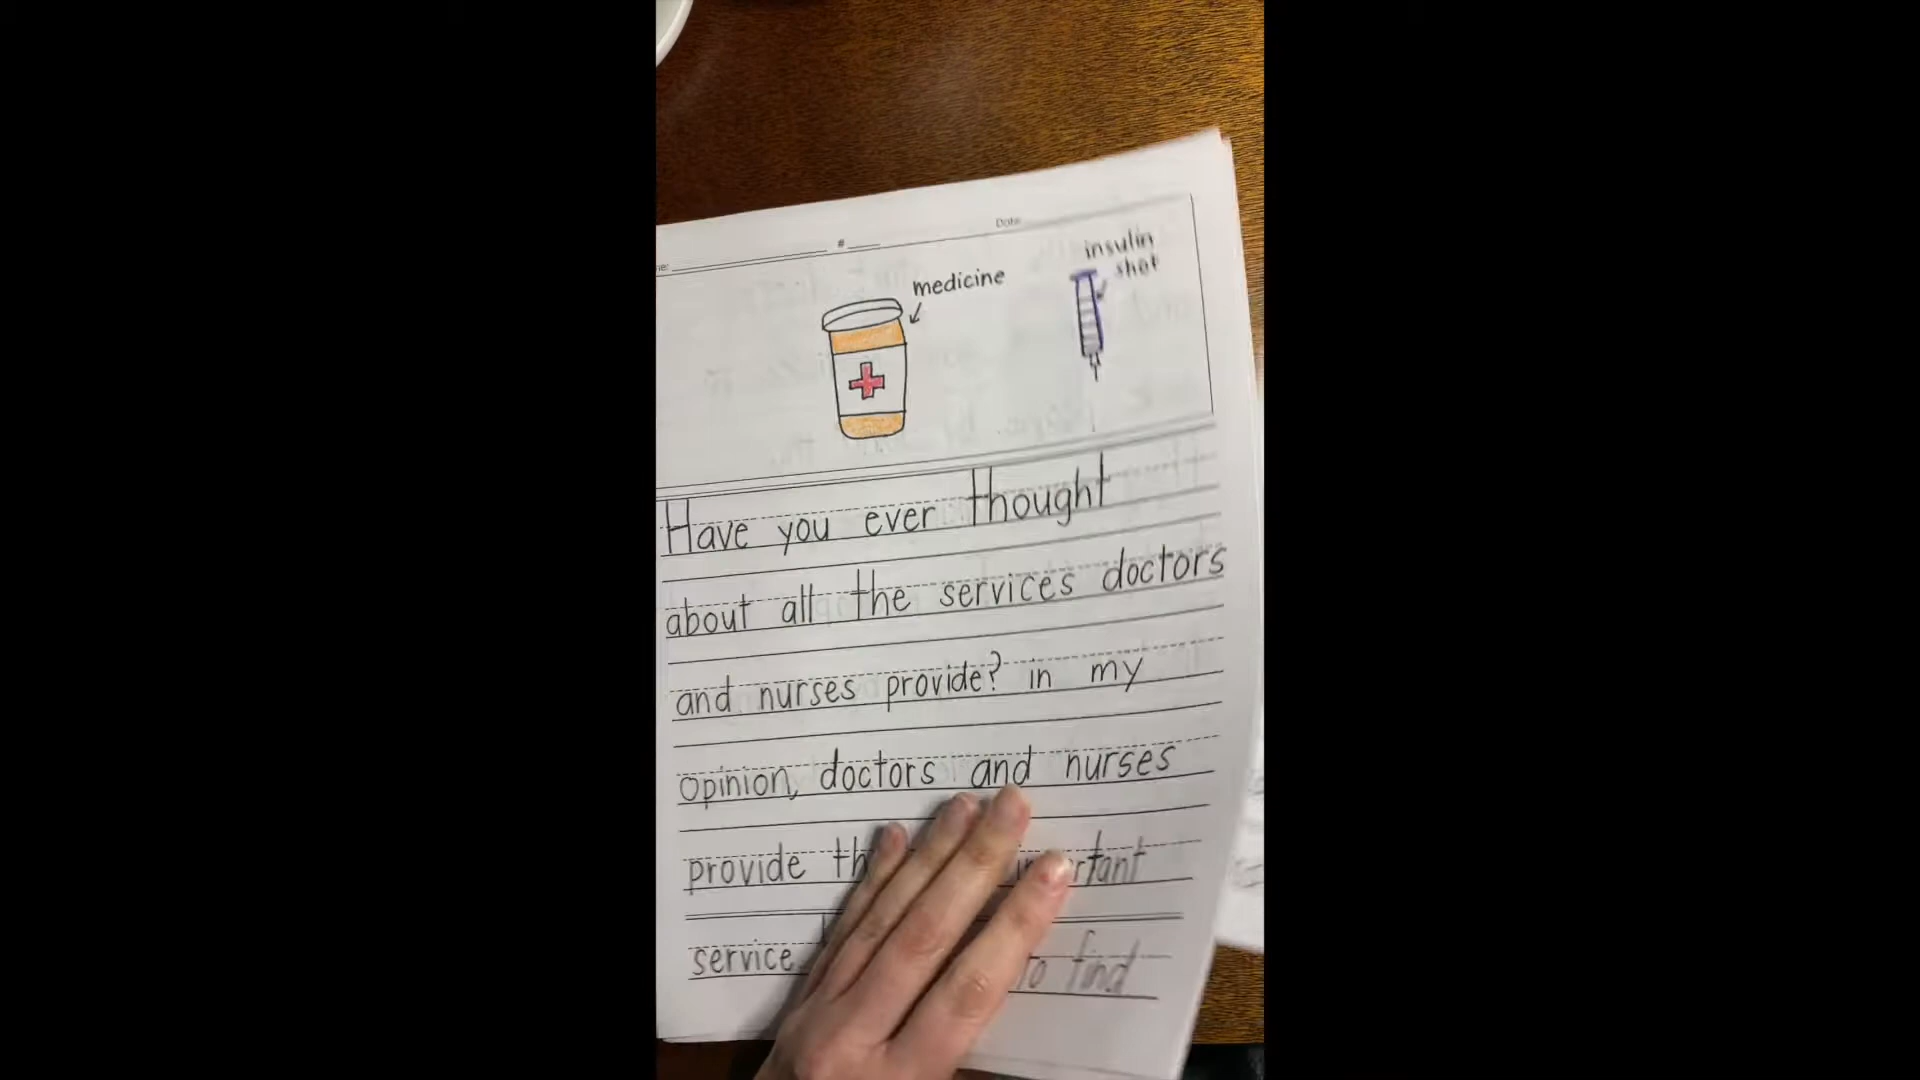 # Date
insulin
shot
medicine
Have you ever thought
about all the services doctors
and nurses provide? in my
opinion, doctors and nurses
provide
service to find